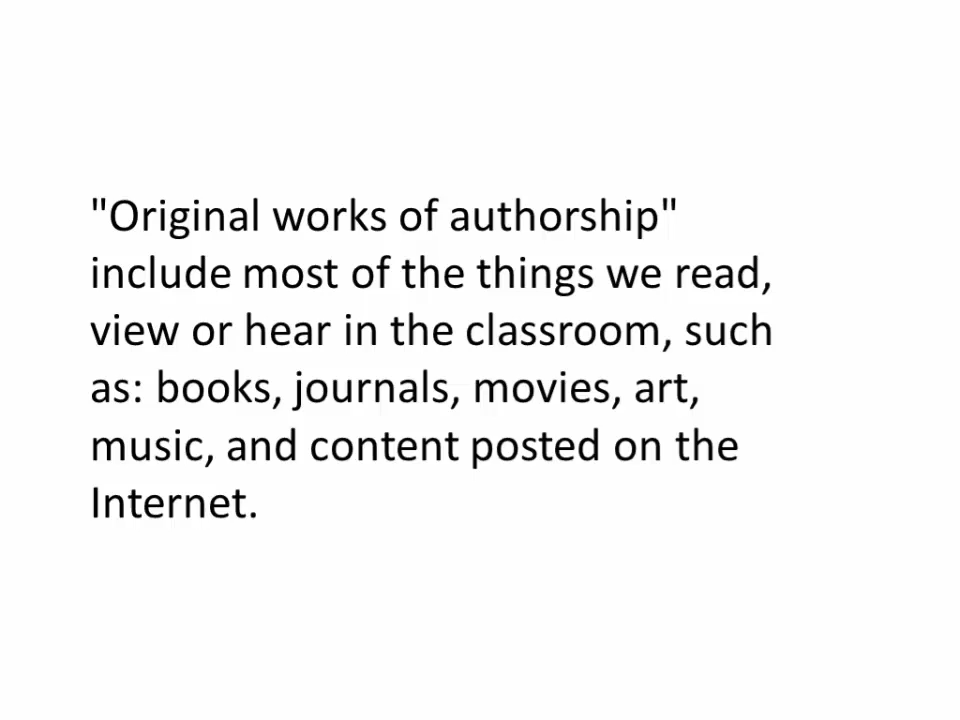 "Original works of authorship"
include most of the things we read,
view or hear in the classroom, such
as: books, journals, movies, art,
music, and content posted on the
Internet.